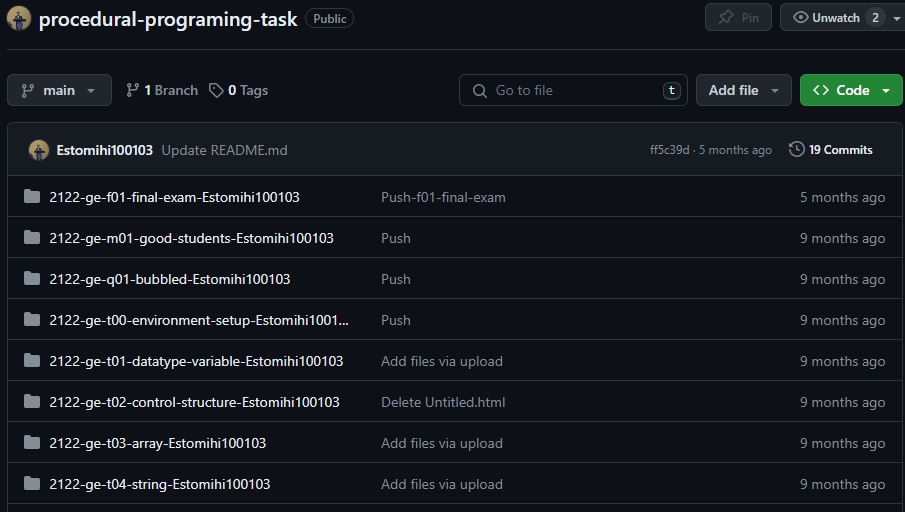 procedural-programing-task Public Pin Unwatch 2
main 1 Branch 0 Tags Go to file t Add file Code
Estomihi100103 Update README.md ff5c39d · 5 months ago 19 Commits
2122-ge-f01-final-exam-Estomihi100103 Push-f01-final-exam 5 months ago
2122-ge-m01-good-students-Estomihi100103 Push 9 months ago
2122-ge-q01-bubbled-Estomihi100103 Push 9 months ago
2122-ge-t00-environment-setup-Estomihi1001... Push 9 months ago
2122-ge-t01-datatype-variable-Estomihi100103 Add files via upload 9 months ago
2122-ge-t02-control-structure-Estomihi100103 Delete Untitled.html 9 months ago
2122-ge-t03-array-Estomihi100103 Add files via upload 9 months ago
2122-ge-t04-string-Estomihi100103 Add files via upload 9 months ago